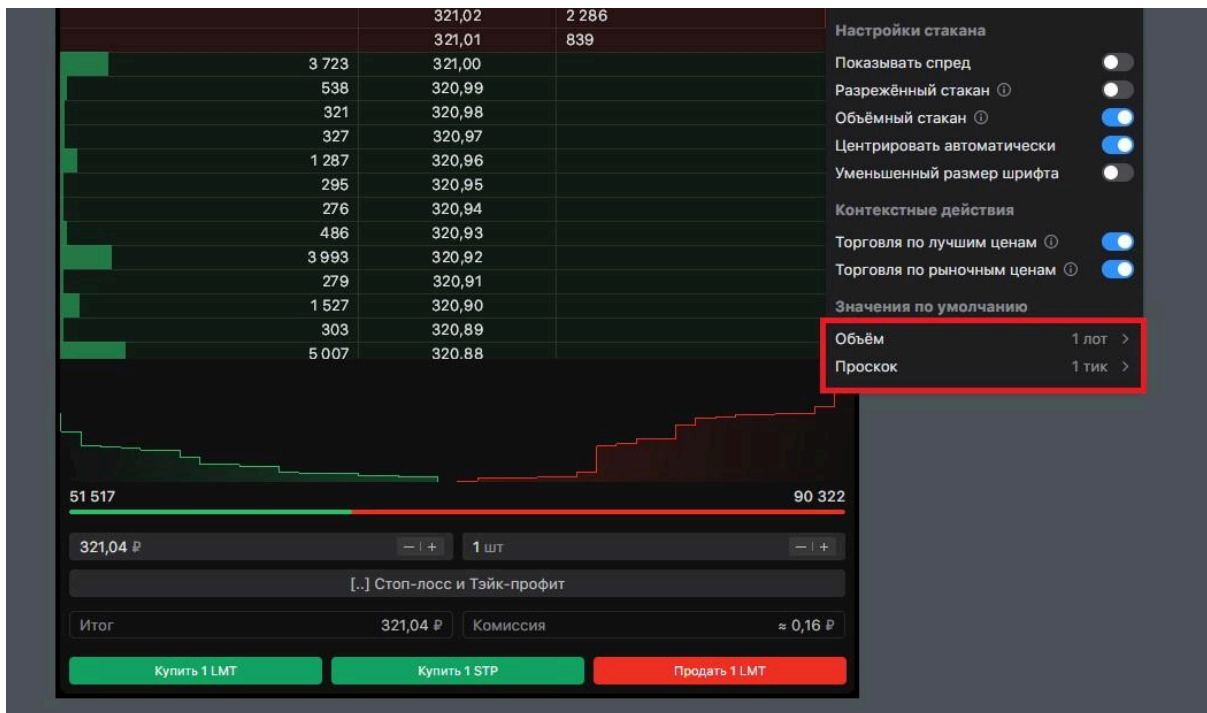 321,02 2 286
321,01 839
3 723 321,00
538 320,99
321 320,98
327 320,97
1 287 320,96
295 320,95
276 320,94
486 320,93
3 993 320,92
279 320,91
1 527 320,90
303 320,89
5 007 320.88
51 517 90 322
321,04 ₽ − | + 1 шт − | +
[..] Стоп-лосс и Тэйк-профит
Итог 321,04 ₽ Комиссия ≈ 0,16 ₽
Купить 1 LMT Купить 1 STP Продать 1 LMT
Настройки стакана
Показывать спред
Разрежённый стакан
Объёмный стакан
Центрировать автоматически
Уменьшенный размер шрифта
Контекстные действия
Торговля по лучшим ценам
Торговля по рыночным ценам
Значения по умолчанию
Объём 1 лот >
Проскок 1 тик >